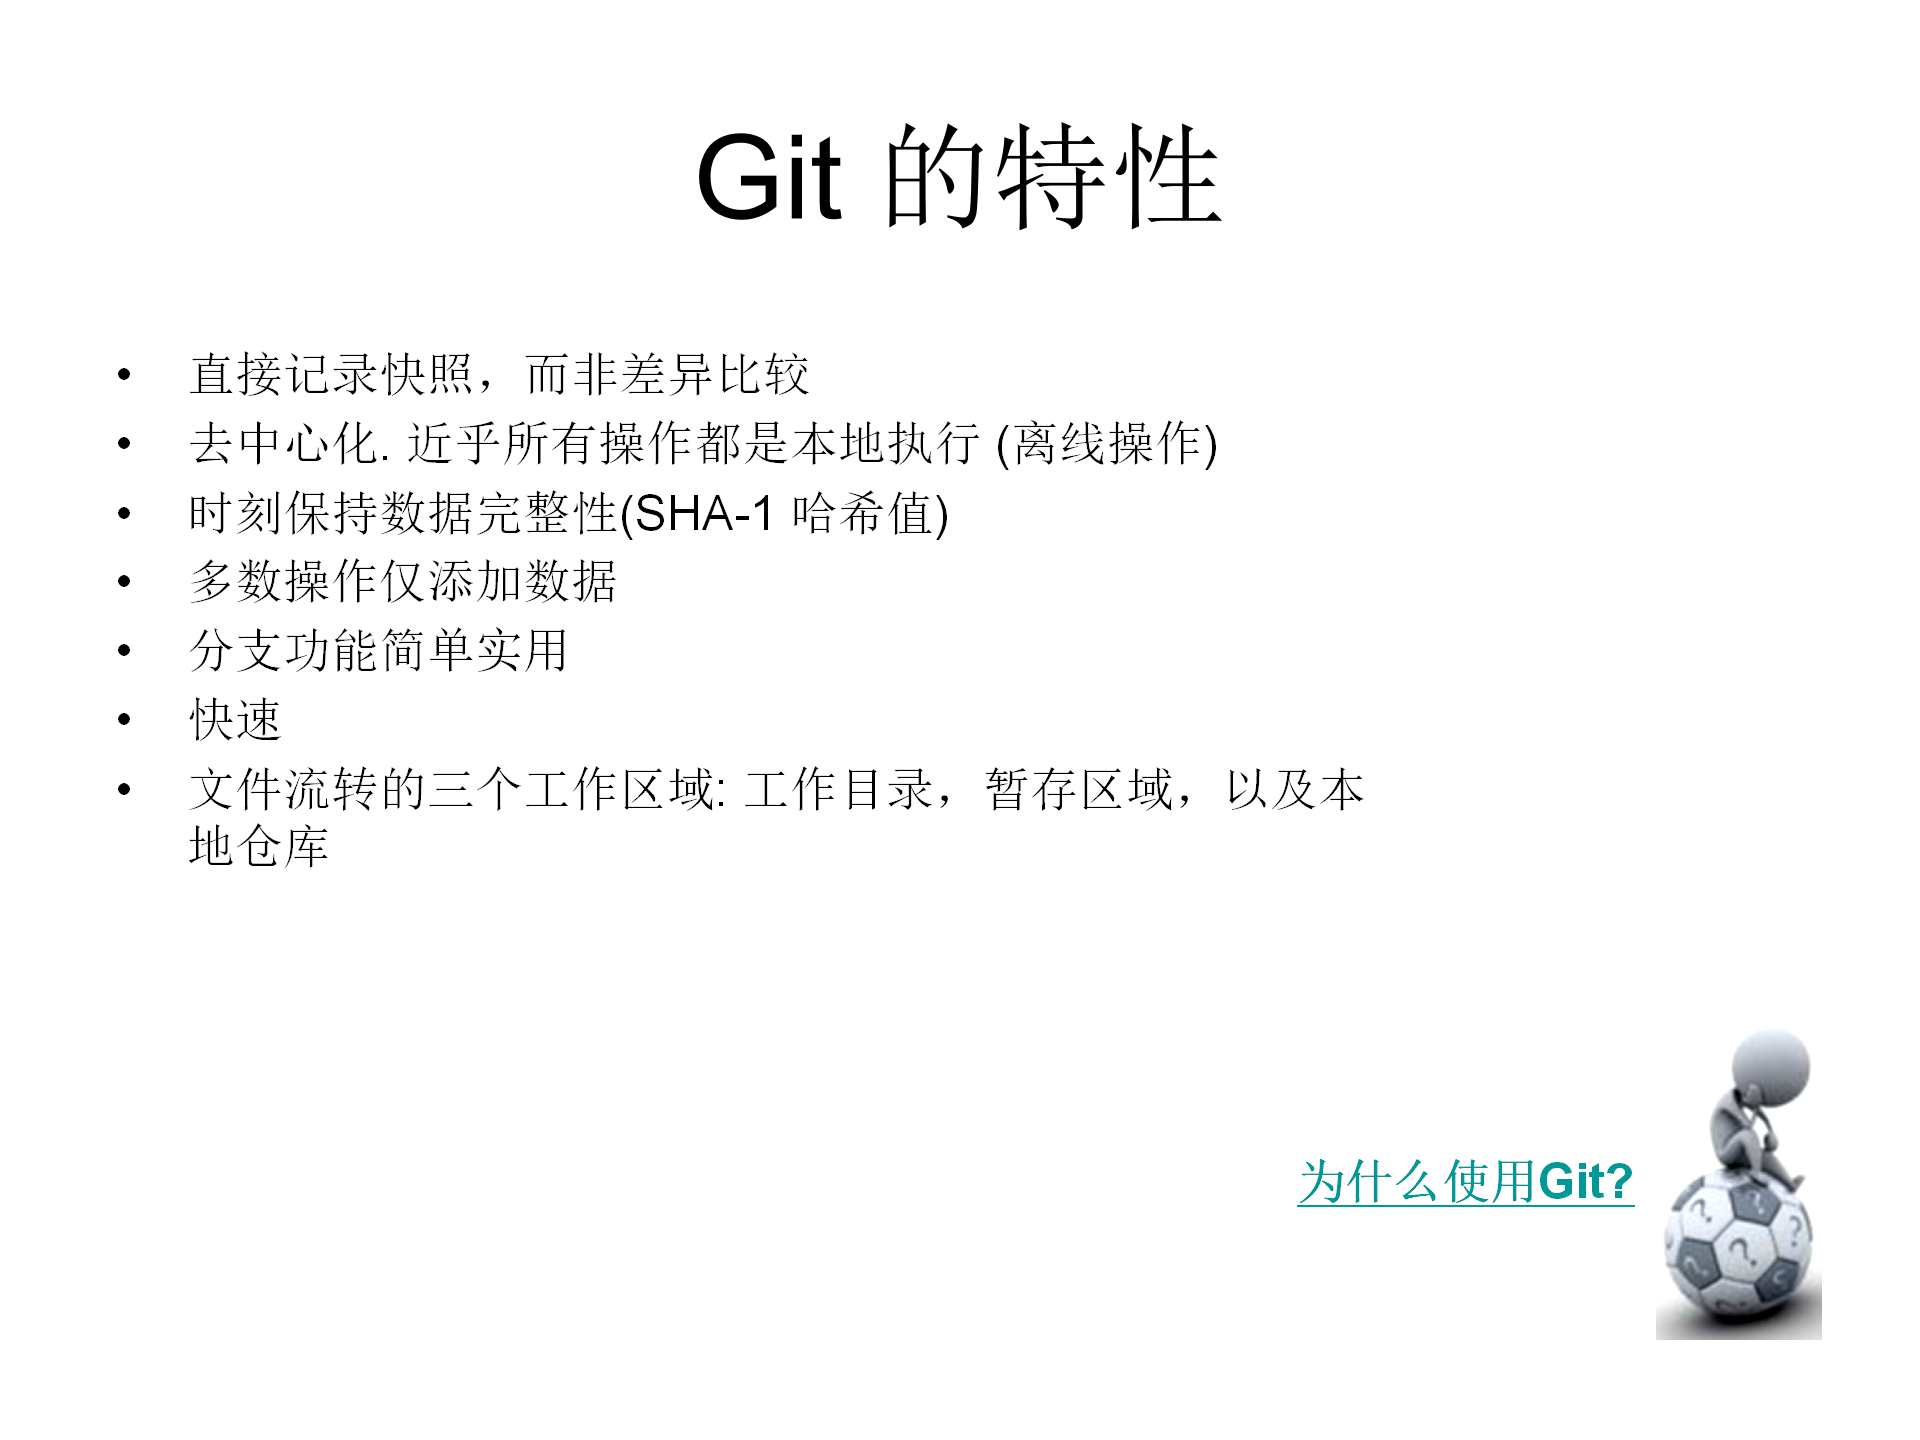 Git 的特性
• 直接记录快照，而非差异比较
• 去中心化. 近乎所有操作都是本地执行 (离线操作)
• 时刻保持数据完整性(SHA-1 哈希值)
• 多数操作仅添加数据
• 分支功能简单实用
• 快速
• 文件流转的三个工作区域: 工作目录，暂存区域，以及本
地仓库
为什么使用Git?